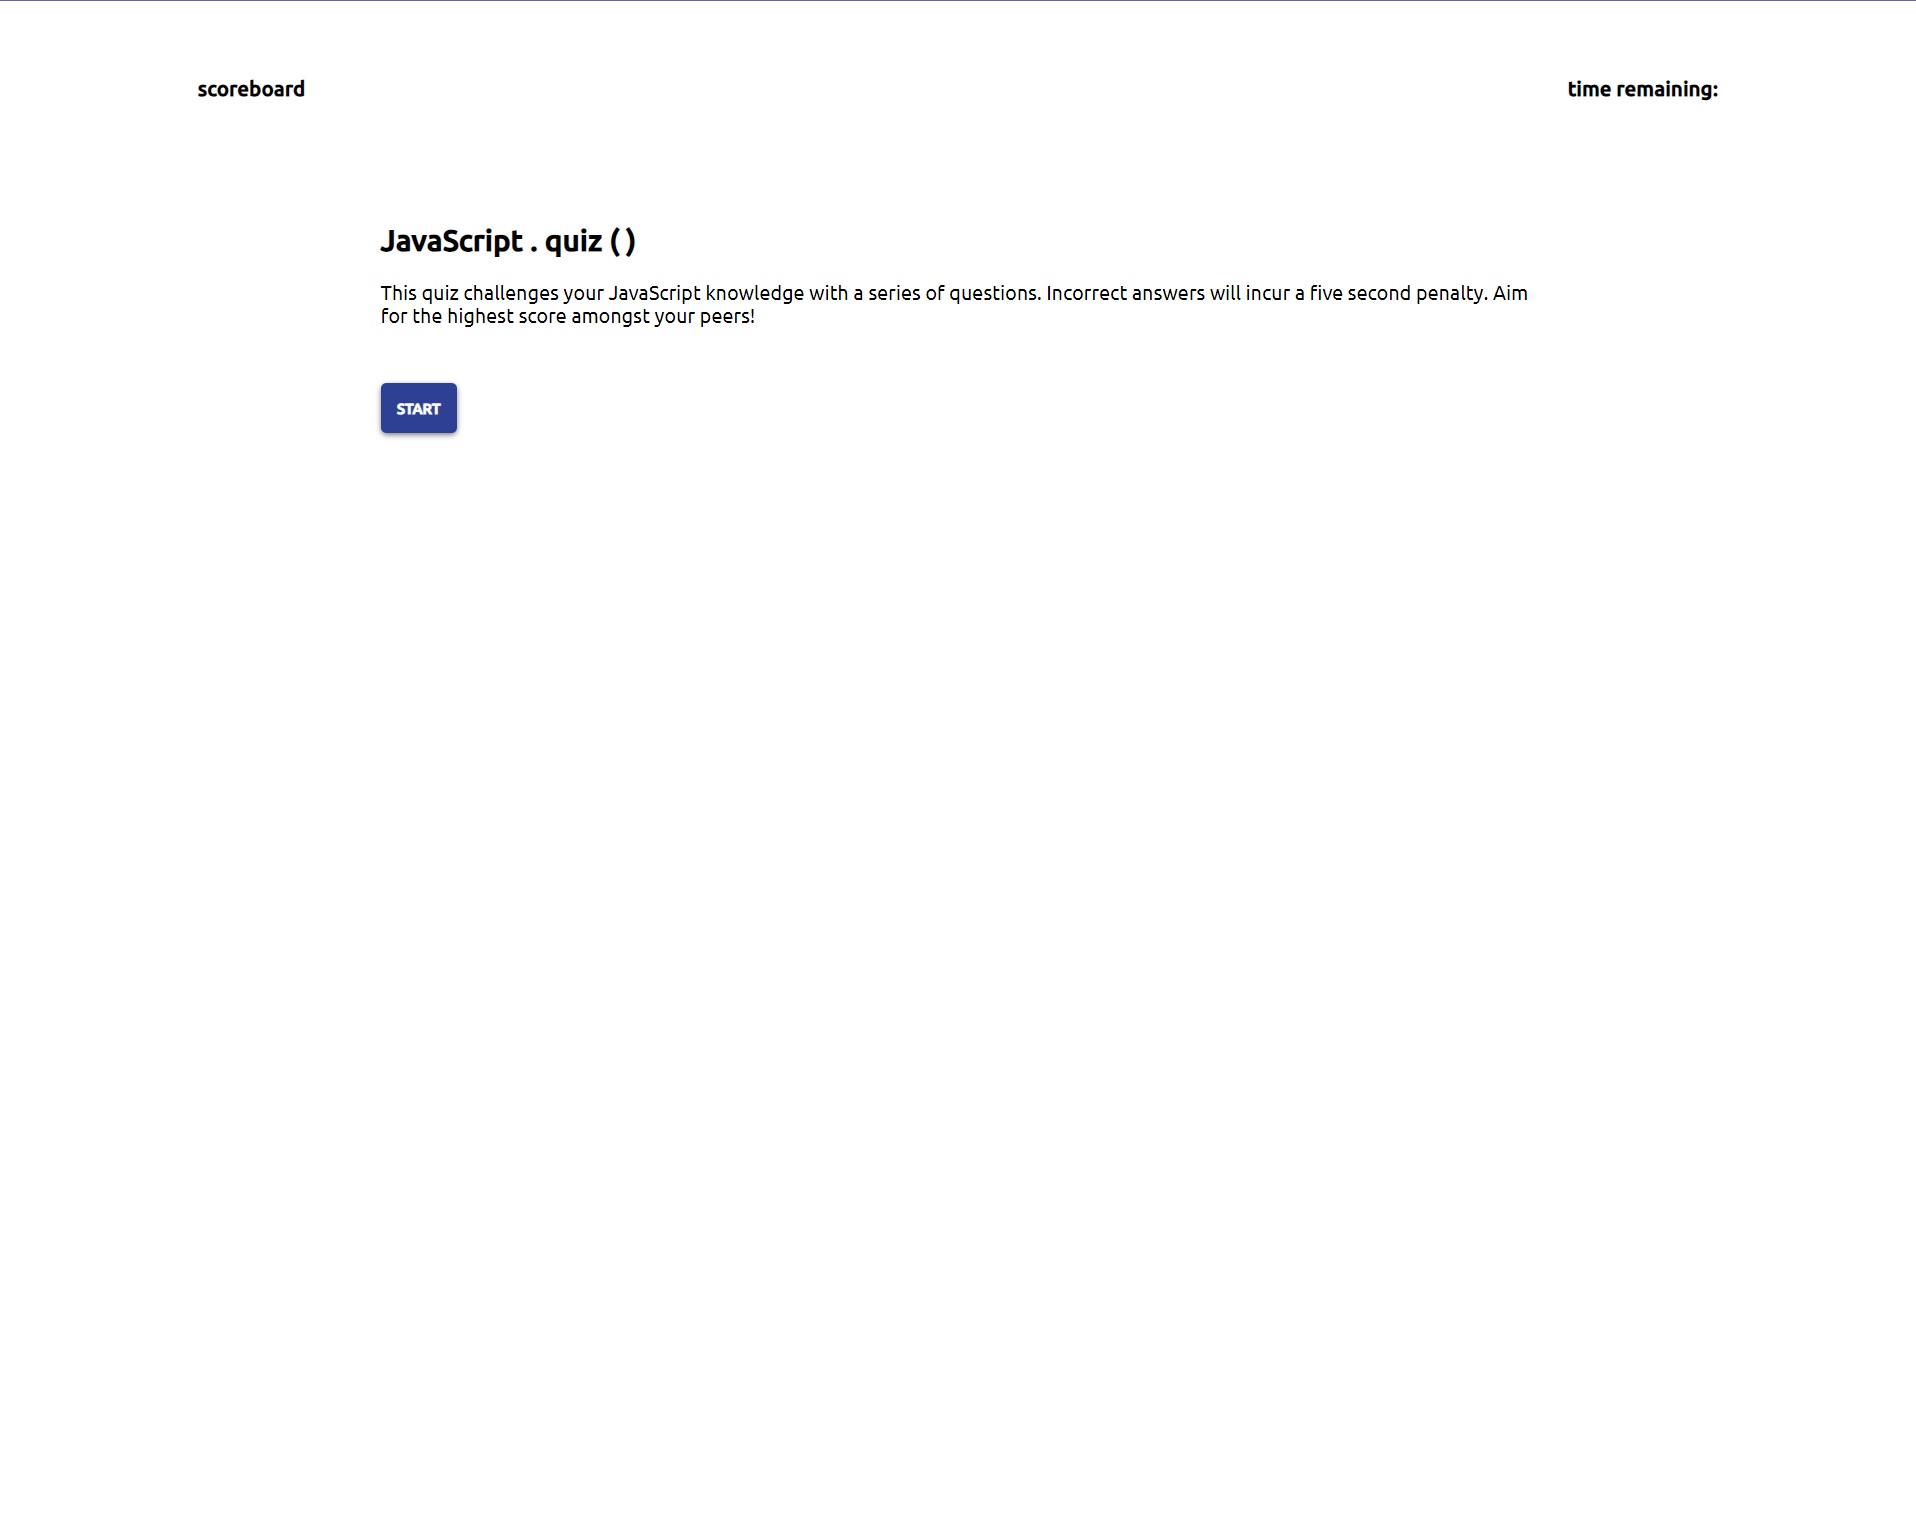 scoreboard
time remaining:
JavaScript . quiz ( )
This quiz challenges your JavaScript knowledge with a series of questions. Incorrect answers will incur a five second penalty. Aim
for the highest score amongst your peers!
START